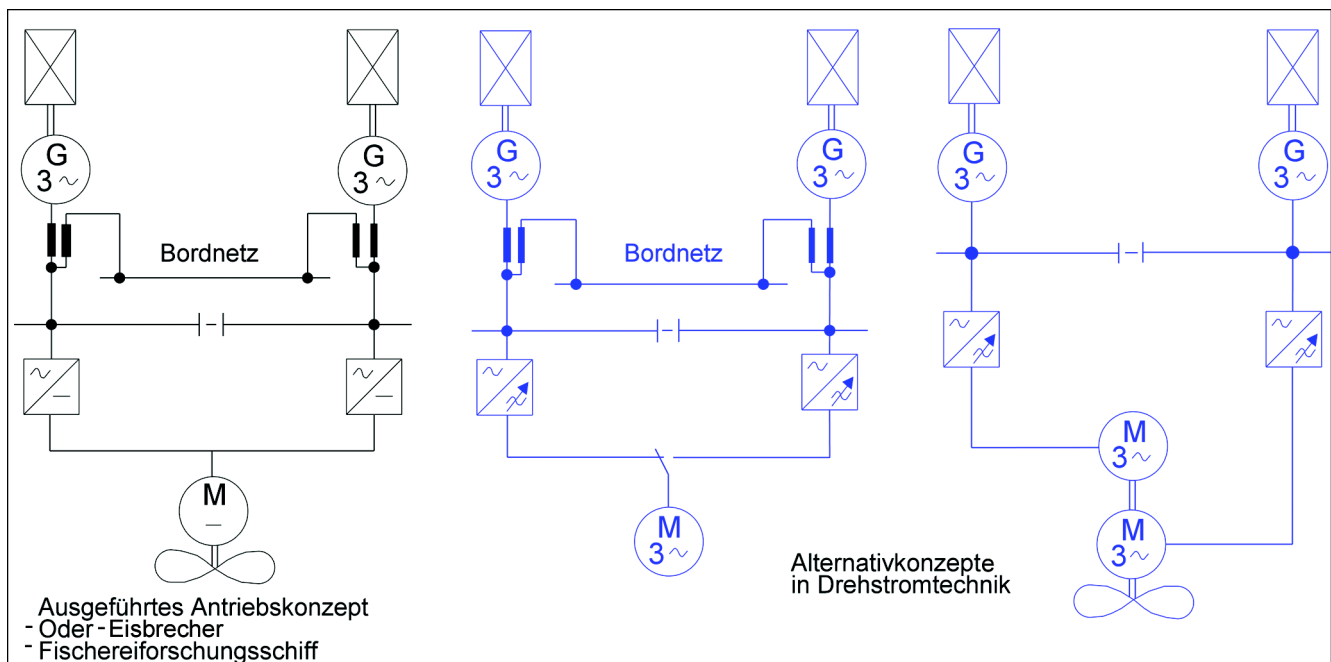 G
3 ~
G
3 ~
G
3 ~
G
3 ~
G
3 ~
G
3 ~
Bordnetz
Bordnetz
M
–
M
3 ~
M
3 ~
M
3 ~
Ausgeführtes Antriebskonzept
- Oder - Eisbrecher
- Fischereiforschungsschiff
Alternativkonzepte
in Drehstromtechnik